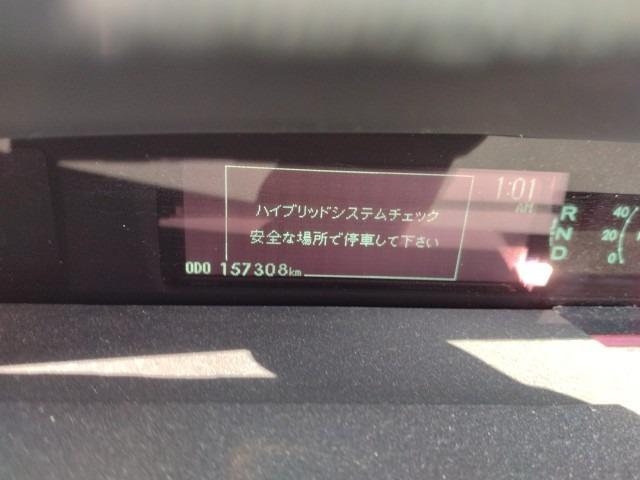 1:01
AM
ハイブリッドシステムチェック
安全な場所で停車して下さい
ODO 157308km
R
N
D
40
20
0